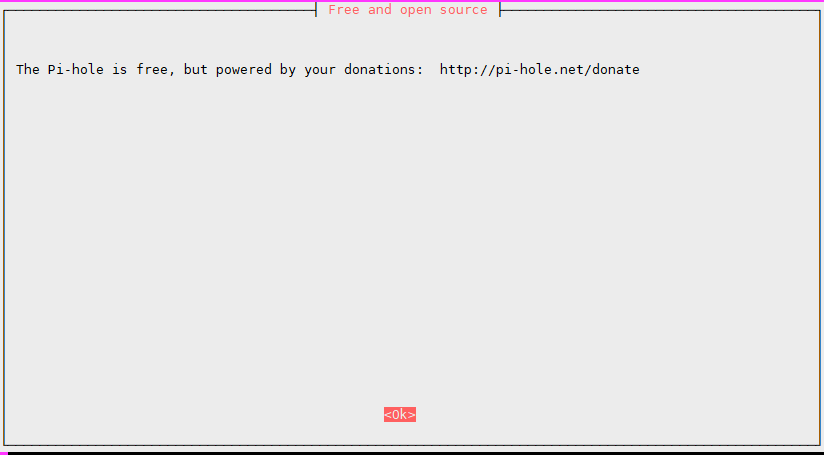 Free and open source
The Pi-hole is free, but powered by your donations:  http://pi-hole.net/donate
<Ok>